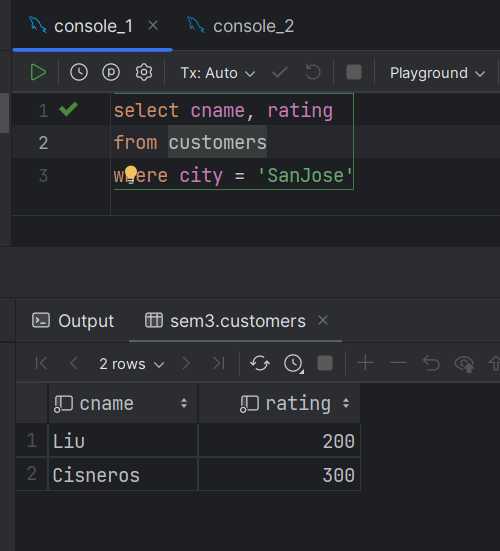 console_1 × console_2
Tx: Auto Playground
1 select cname, rating
2 from customers
3 where city = 'SanJose'
Output sem3.customers ×
2 rows
cname rating
1 Liu 200
2 Cisneros 300